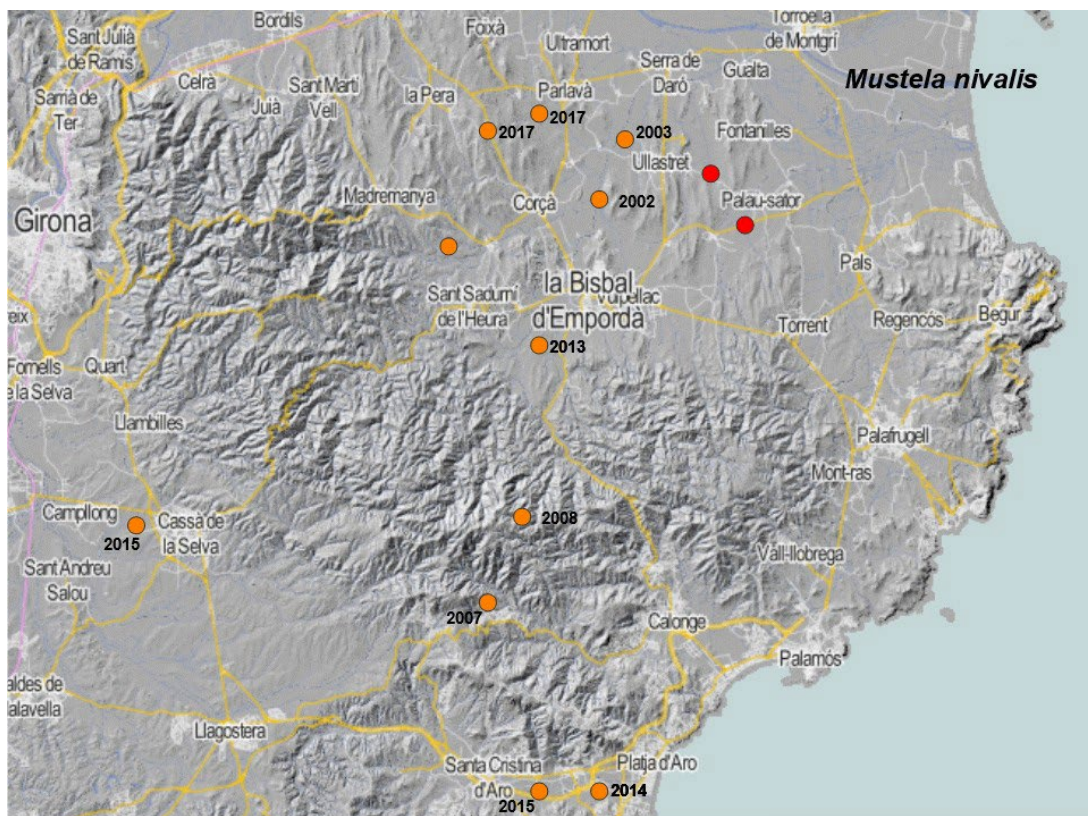 Bordils
Foixà
Torroella
de Montgrí
Sant Julià
de Ramis
Ultramort
Serra de
Daró
Gualta
Mustela nivalis
Celrà
Sant Martí
Vell
la Pera
Parlavà
Sarrià de
Ter
Juià
2017
2017
2003
Fontanilles
Ullastret
Madremanya
Corçà
2002
Palau-sator
Girona
Pals
la Bisbal
d'Empordà
Vulpellac
Sant Sadurní
de l'Heura
Torrent
Regencós
Begur
2013
Quart
Fornells
e la Selva
Llambilles
Palafrugell
Mont-ras
Campllong
Cassà de
la Selva
2015
2008
Vall-llobrega
Sant Andreu
Salou
2007
Calonge
Palamós
aldes de
alavella
Llagostera
Santa Cristina
d'Aro
Platja d'Aro
2015
2014